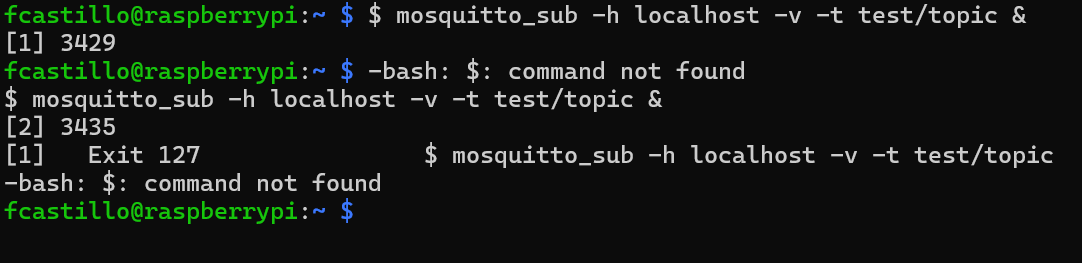 fcastillo@raspberrypi:~ $ $ mosquitto_sub -h localhost -v -t test/topic &
[1] 3429
fcastillo@raspberrypi:~ $ -bash: $: command not found
$ mosquitto_sub -h localhost -v -t test/topic &
[2] 3435
[1]   Exit 127                $ mosquitto_sub -h localhost -v -t test/topic
-bash: $: command not found
fcastillo@raspberrypi:~ $